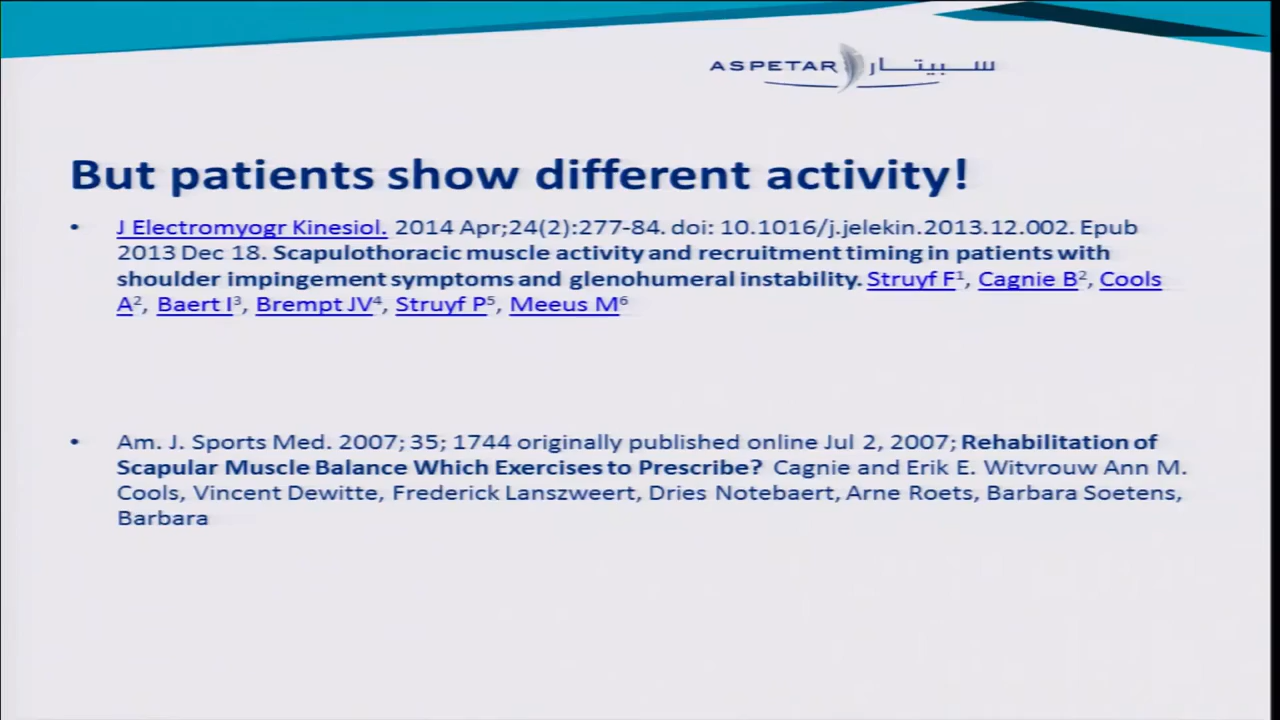 ASPETAR سبيتار
But patients show different activity!
• J Electromyogr Kinesiol. 2014 Apr;24(2):277-84. doi: 10.1016/j.jelekin.2013.12.002. Epub
2013 Dec 18. Scapulothoracic muscle activity and recruitment timing in patients with
shoulder impingement symptoms and glenohumeral instability. Struyf F¹, Cagnie B², Cools
A², Baert I³, Brempt JV⁴, Struyf P⁵, Meeus M⁶
• Am. J. Sports Med. 2007; 35; 1744 originally published online Jul 2, 2007; Rehabilitation of
Scapular Muscle Balance Which Exercises to Prescribe? Cagnie and Erik E. Witvrouw Ann M.
Cools, Vincent Dewitte, Frederick Lanszweert, Dries Notebaert, Arne Roets, Barbara Soetens,
Barbara